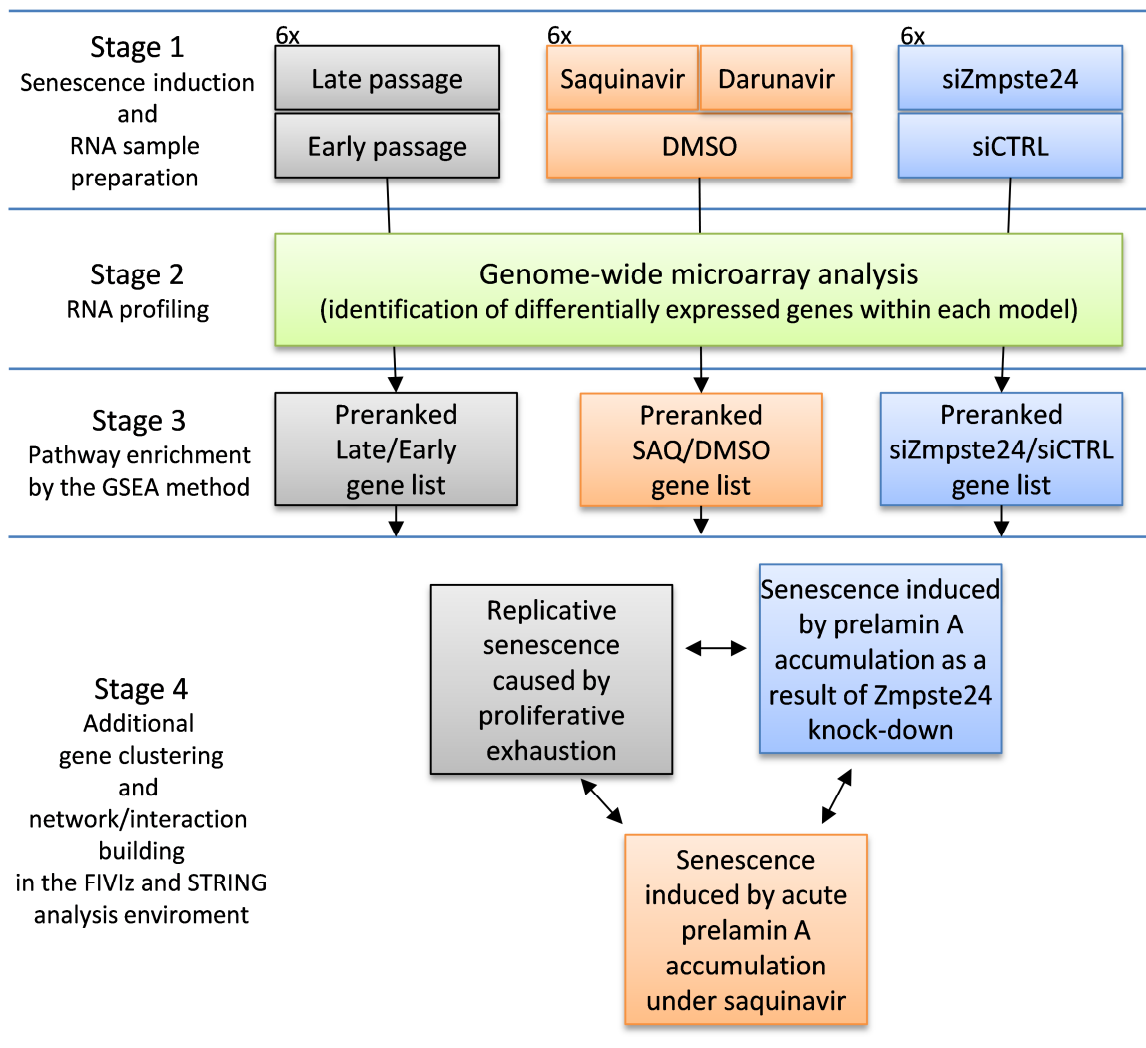 Stage 1
Senescence induction
and
RNA sample
preparation
6x
Late passage
Early passage
6x
Saquinavir
Darunavir
DMSO
6x
siZmpste24
siCTRL
Stage 2
RNA profiling
Genome-wide microarray analysis
(identification of differentially expressed genes within each model)
Stage 3
Pathway enrichment
by the GSEA method
Preranked
Late/Early
gene list
Preranked
SAQ/DMSO
gene list
Preranked
siZmpste24/siCTRL
gene list
Stage 4
Additional
gene clustering
and
network/interaction
building
in the FIVIz and STRING
analysis enviroment
Replicative
senescence
caused by
proliferative
exhaustion
Senescence induced
by prelamin A
accumulation as a
result of Zmpste24
knock-down
Senescence
induced by acute
prelamin A
accumulation
under saquinavir